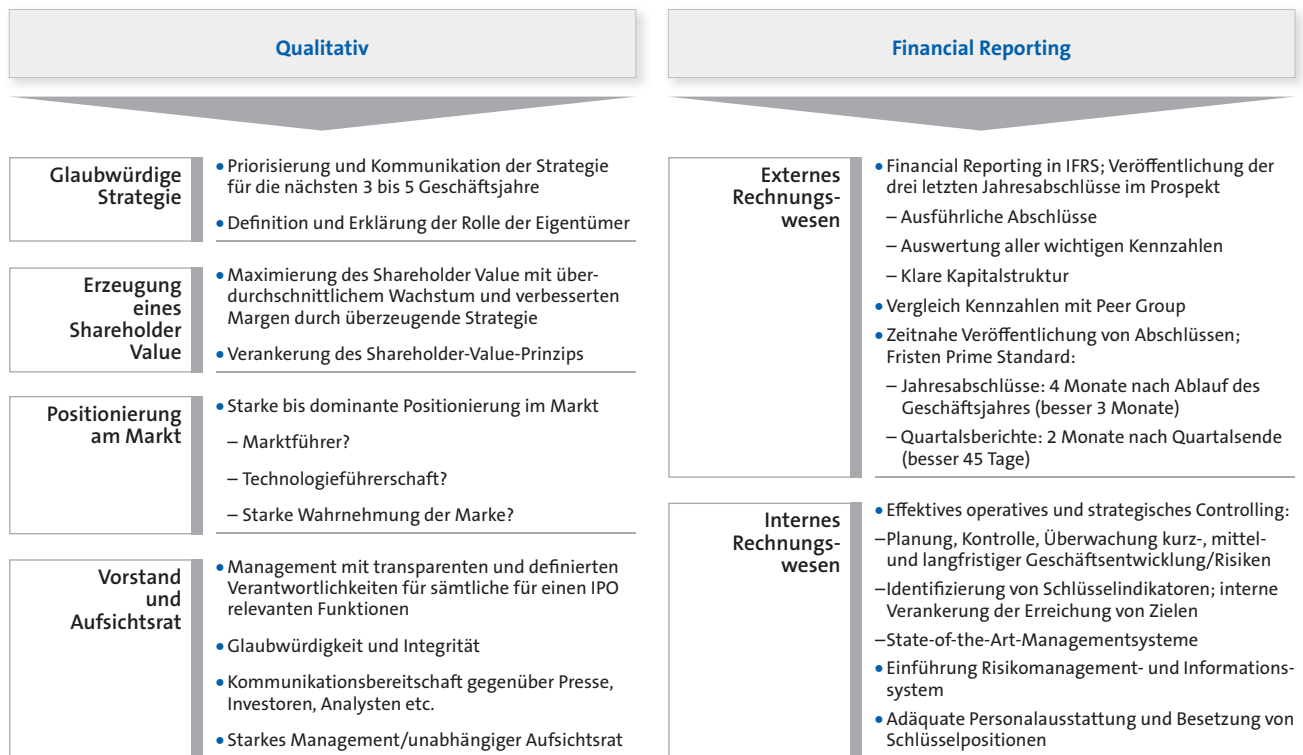 Qualitativ
Glaubwürdige
Strategie
• Priorisierung und Kommunikation der Strategie
für die nächsten 3 bis 5 Geschäftsjahre
• Definition und Erklärung der Rolle der Eigentümer
Erzeugung
eines
Shareholder
Value
• Maximierung des Shareholder Value mit über-
durchschnittlichem Wachstum und verbesserten
Margen durch überzeugende Strategie
• Verankerung des Shareholder-Value-Prinzips
Positionierung
am Markt
• Starke bis dominante Positionierung im Markt
– Marktführer?
– Technologieführerschaft?
– Starke Wahrnehmung der Marke?
Vorstand
und
Aufsichtsrat
• Management mit transparenten und definierten
Verantwortlichkeiten für sämtliche für einen IPO
relevanten Funktionen
• Glaubwürdigkeit und Integrität
• Kommunikationsbereitschaft gegenüber Presse,
Investoren, Analysten etc.
• Starkes Management/unabhängiger Aufsichtsrat
Financial Reporting
Externes
Rechnungs-
wesen
• Financial Reporting in IFRS; Veröffentlichung der
drei letzten Jahresabschlüsse im Prospekt
– Ausführliche Abschlüsse
– Auswertung aller wichtigen Kennzahlen
– Klare Kapitalstruktur
• Vergleich Kennzahlen mit Peer Group
• Zeitnahe Veröffentlichung von Abschlüssen;
Fristen Prime Standard:
– Jahresabschlüsse: 4 Monate nach Ablauf des
Geschäftsjahres (besser 3 Monate)
– Quartalsberichte: 2 Monate nach Quartalsende
(besser 45 Tage)
Internes
Rechnungs-
wesen
• Effektives operatives und strategisches Controlling:
–Planung, Kontrolle, Überwachung kurz-, mittel-
und langfristiger Geschäftsentwicklung/Risiken
–Identifizierung von Schlüsselindikatoren; interne
Verankerung der Erreichung von Zielen
–State-of-the-Art-Managementsysteme
• Einführung Risikomanagement- und Informations-
system
• Adäquate Personalausstattung und Besetzung von
Schlüsselpositionen